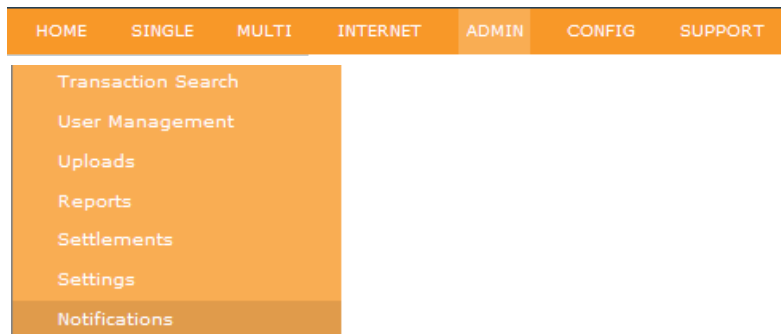 HOME SINGLE MULTI INTERNET ADMIN CONFIG SUPPORT
Transaction Search
User Management
Uploads
Reports
Settlements
Settings
Notifications